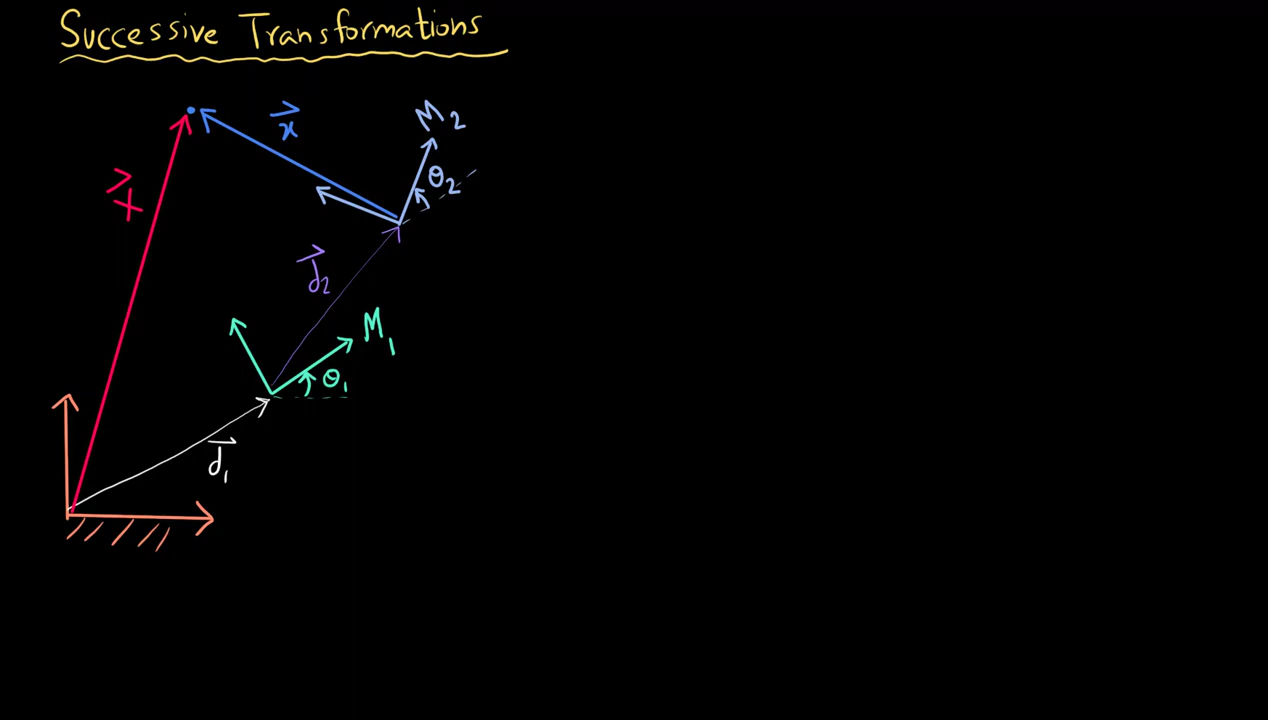 Successive Transformations
M₂
x⃗
θ₂
X⃗
d⃗₂
M₁
θ₁
d⃗₁